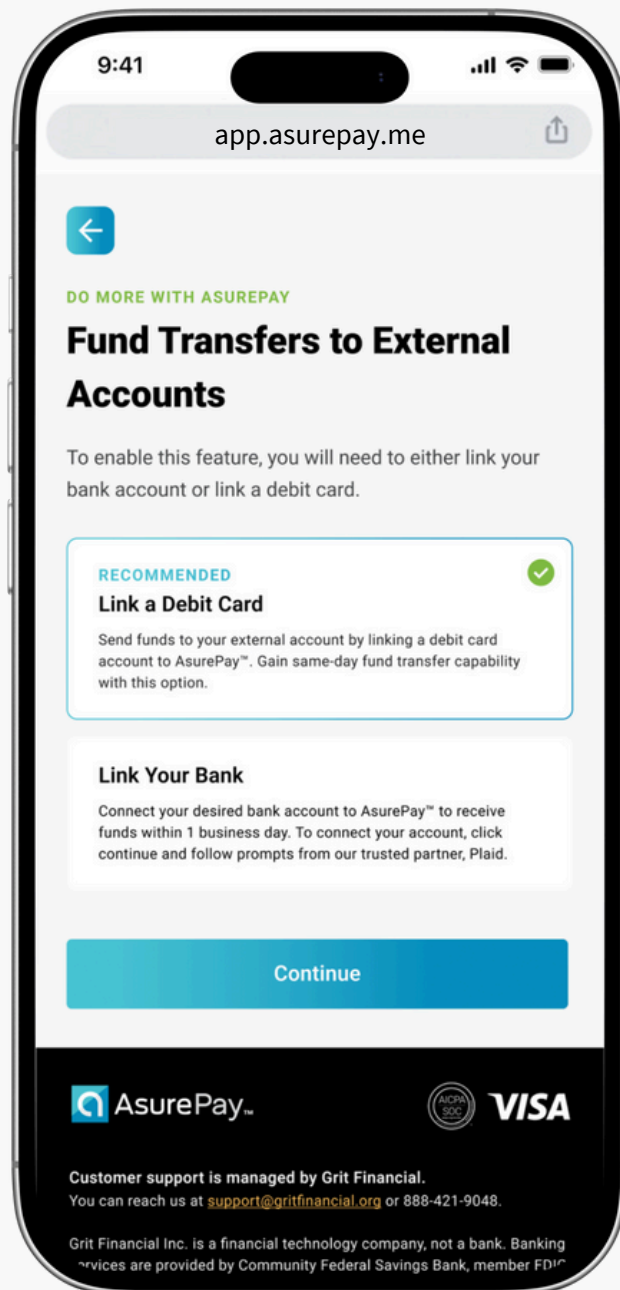 9:41
app.asurepay.me
DO MORE WITH ASUREPAY
Fund Transfers to External
Accounts
To enable this feature, you will need to either link your
bank account or link a debit card.
RECOMMENDED
Link a Debit Card
Send funds to your external account by linking a debit card
account to AsurePay™. Gain same-day fund transfer capability
with this option.
Link Your Bank
Connect your desired bank account to AsurePay™ to receive
funds within 1 business day. To connect your account, click
continue and follow prompts from our trusted partner, Plaid.
Continue
AsurePay™
AICPA
SOC
VISA
Customer support is managed by Grit Financial.
You can reach us at support@gritfinancial.org or 888-421-9048.
Grit Financial Inc. is a financial technology company, not a bank. Banking
services are provided by Community Federal Savings Bank, member FDIC